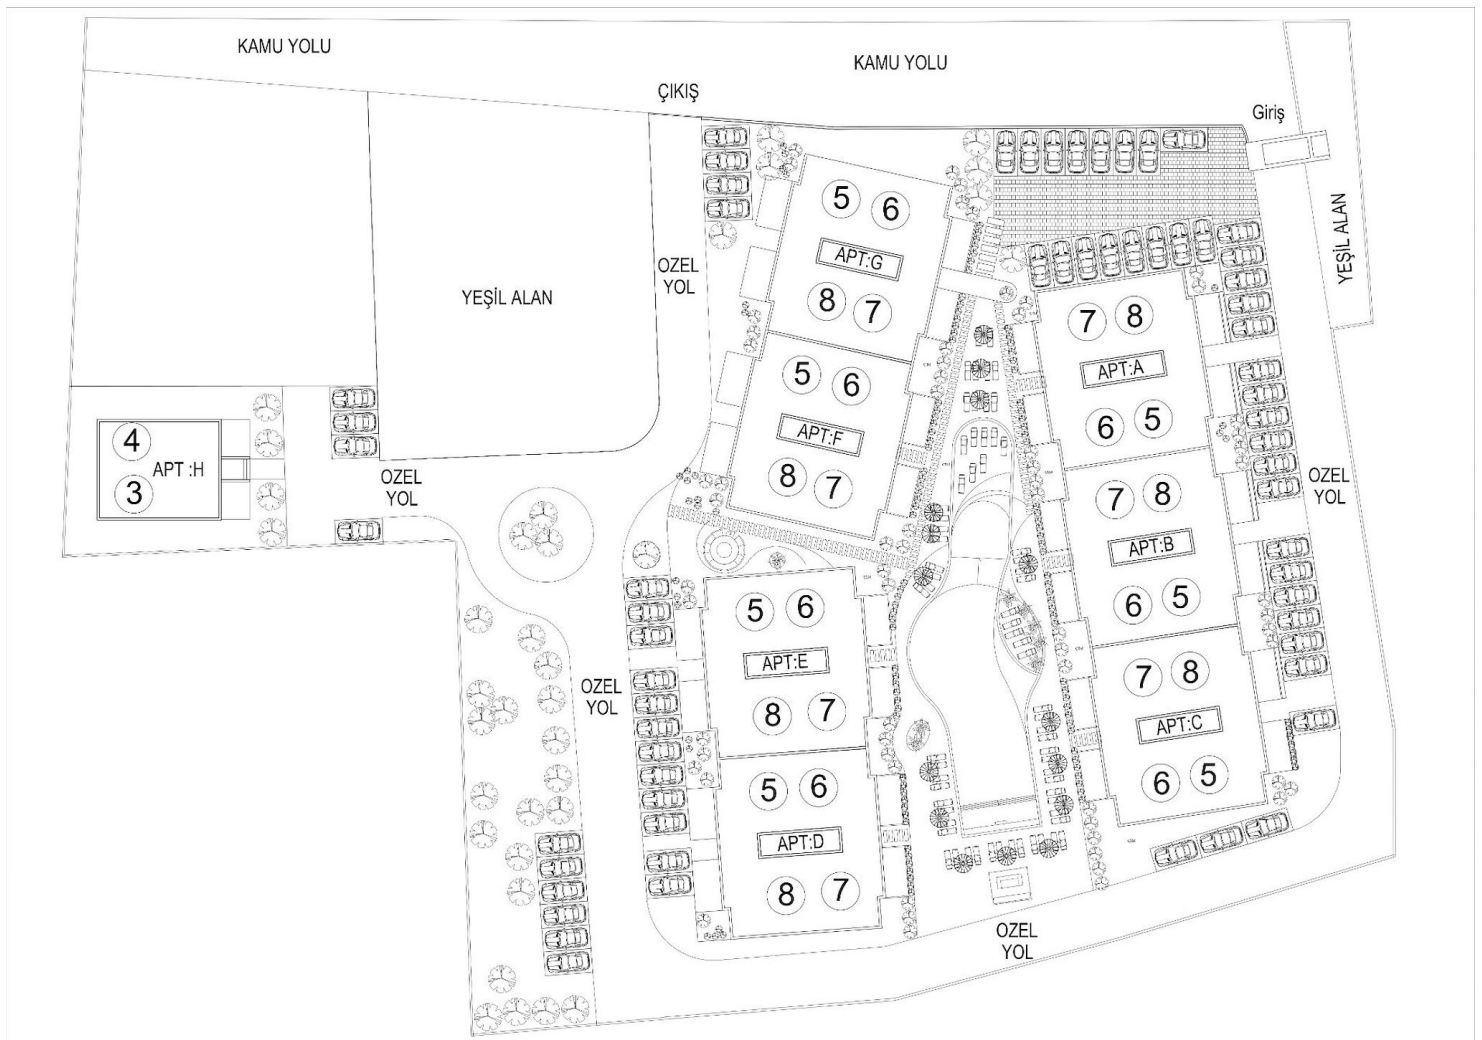 KAMU YOLU
KAMU YOLU
ÇIKIŞ
Giriş
YEŞİL ALAN
YEŞİL ALAN
OZEL
YOL
5 6
APT:G
8 7
7 8
APT:A
6 5
5 6
APT:F
8 7
4
APT :H
3
OZEL
YOL
OZEL
YOL
7 8
APT:B
6 5
5 6
APT:E
8 7
OZEL
YOL
7 8
APT:C
6 5
5 6
APT:D
8 7
OZEL
YOL